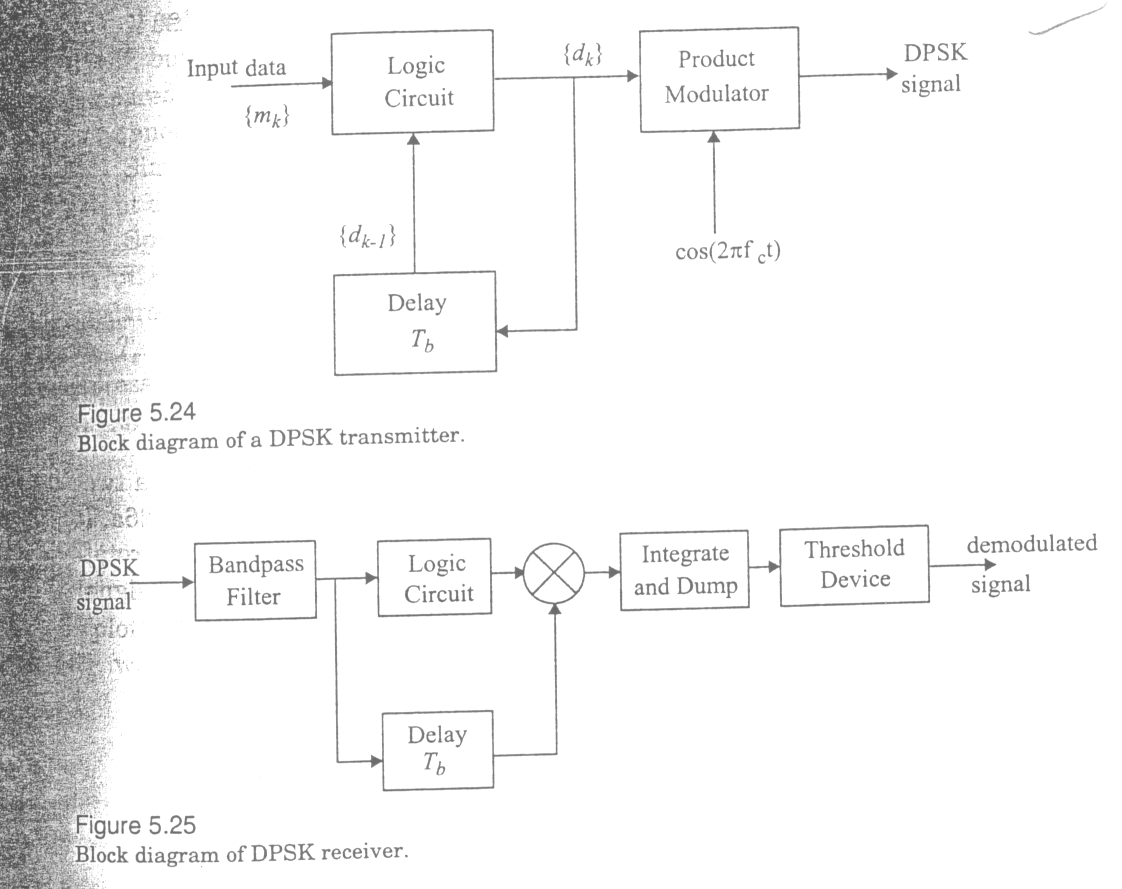 Input data
{m_k}
Logic
Circuit
{d_k}
Product
Modulator
DPSK
signal
{d_{k-1}}
cos(2πf_c t)
Delay
T_b
Figure 5.24
Block diagram of a DPSK transmitter.
DPSK
signal
Bandpass
Filter
Logic
Circuit
Integrate
and Dump
Threshold
Device
demodulated
signal
Delay
T_b
Figure 5.25
Block diagram of DPSK receiver.